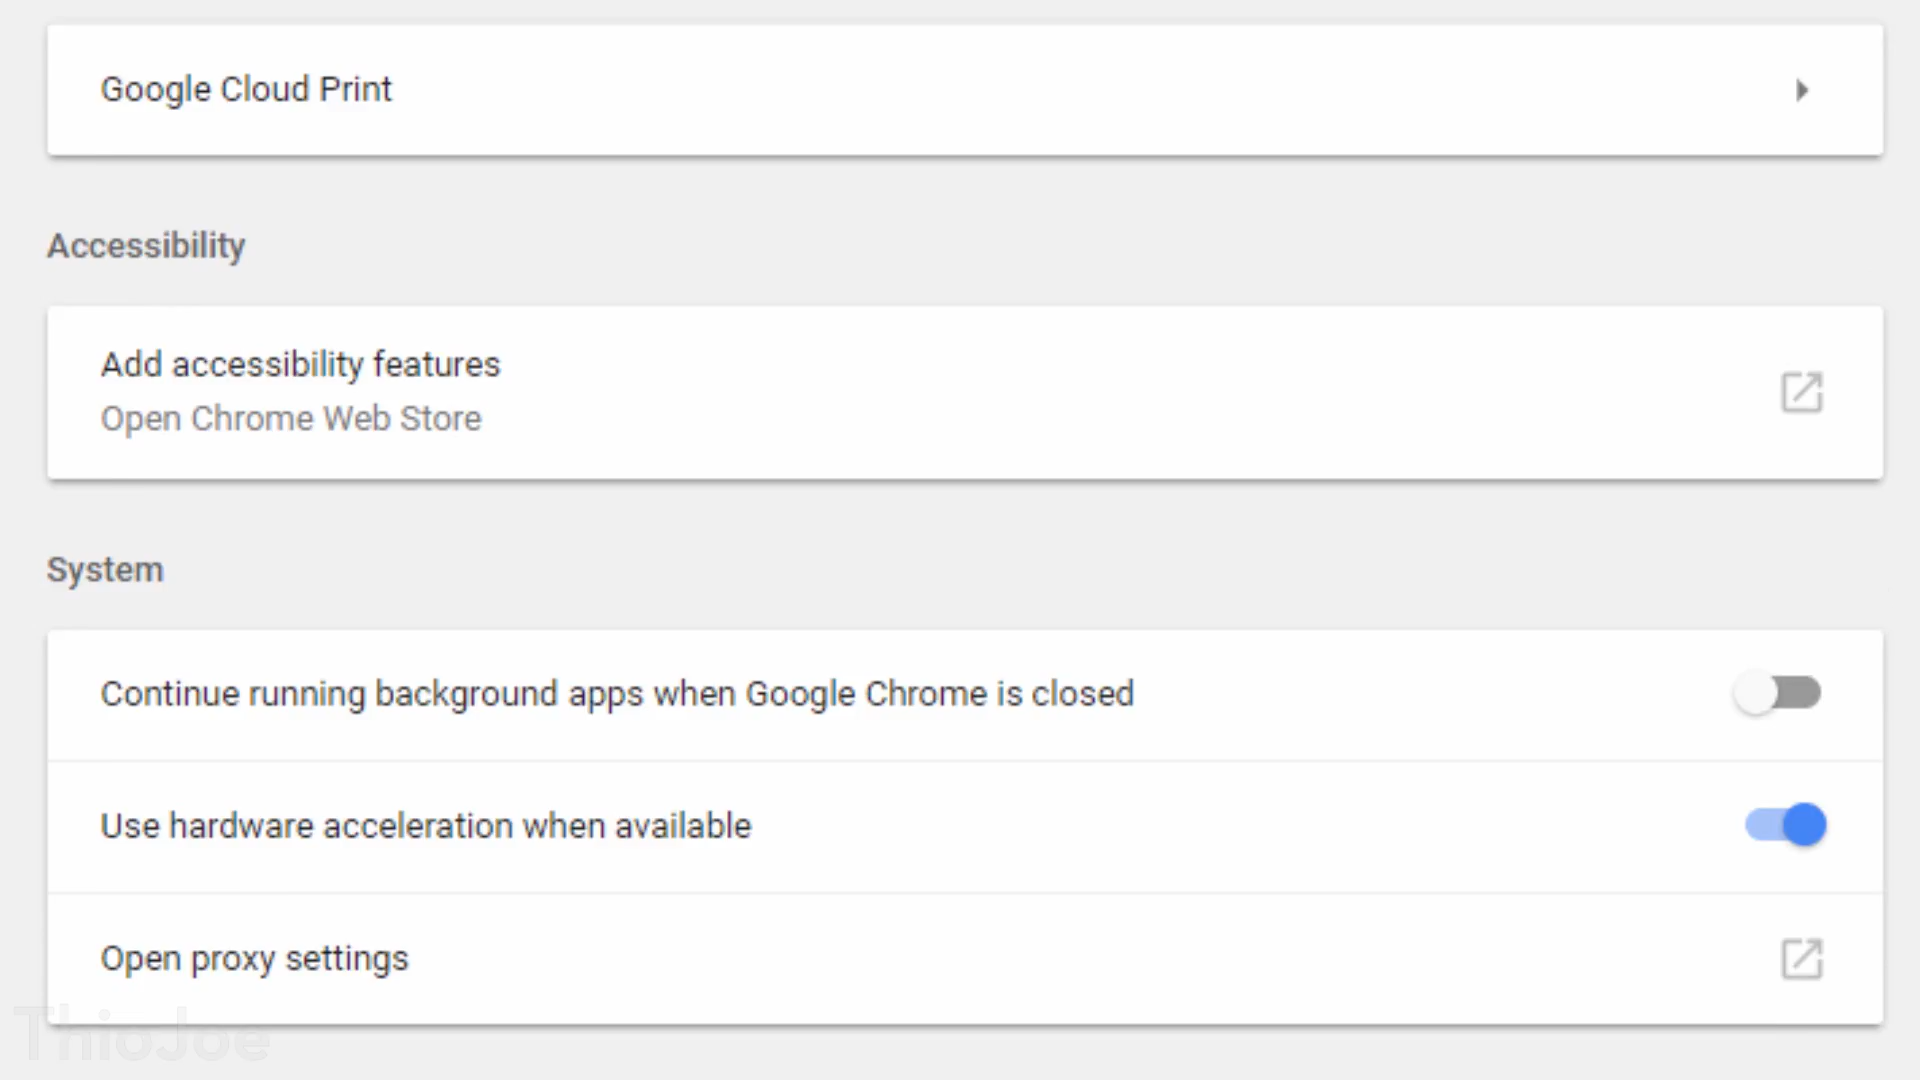 Google Cloud Print
Accessibility
Add accessibility features
Open Chrome Web Store
System
Continue running background apps when Google Chrome is closed
Use hardware acceleration when available
Open proxy settings
ThioJoe